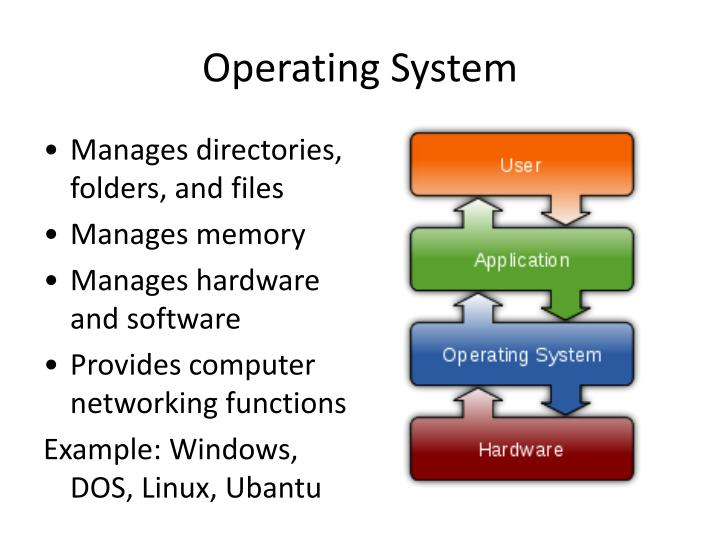 Operating System
• Manages directories,
folders, and files
• Manages memory
• Manages hardware
and software
• Provides computer
networking functions
Example: Windows,
DOS, Linux, Ubantu
User
Application
Operating System
Hardware